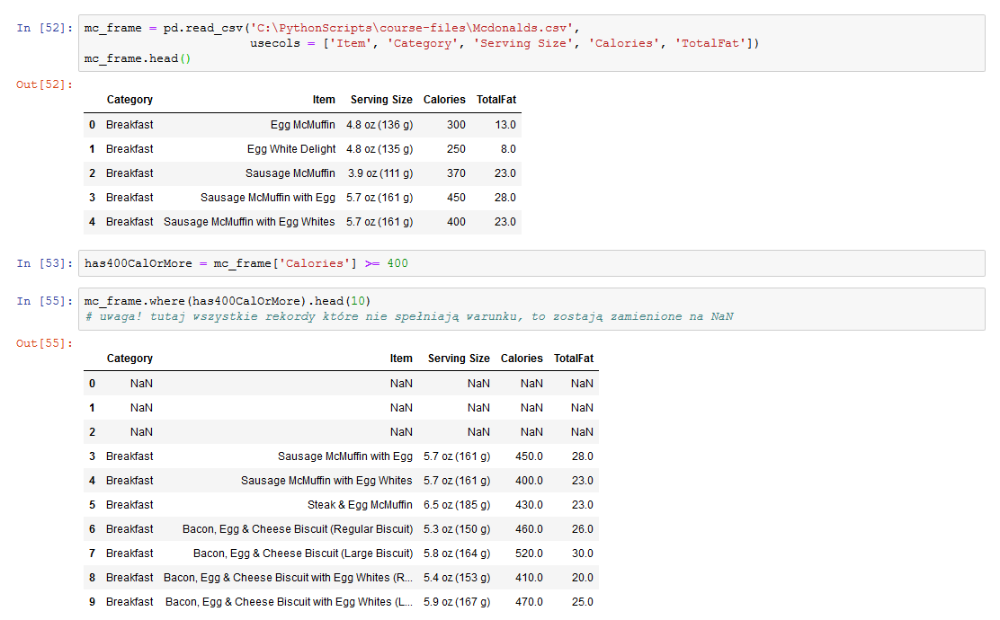 In [52]: mc_frame = pd.read_csv('C:\PythonScripts\course-files\Mcdonalds.csv',
usecols = ['Item', 'Category', 'Serving Size', 'Calories', 'TotalFat'])
mc_frame.head()
Out[52]:
Category Item Serving Size Calories TotalFat
0 Breakfast Egg McMuffin 4.8 oz (136 g) 300 13.0
1 Breakfast Egg White Delight 4.8 oz (135 g) 250 8.0
2 Breakfast Sausage McMuffin 3.9 oz (111 g) 370 23.0
3 Breakfast Sausage McMuffin with Egg 5.7 oz (161 g) 450 28.0
4 Breakfast Sausage McMuffin with Egg Whites 5.7 oz (161 g) 400 23.0
In [53]: has400CalOrMore = mc_frame['Calories'] >= 400
In [55]: mc_frame.where(has400CalOrMore).head(10)
# uwaga! tutaj wszystkie rekordy które nie spełniają warunku, to zostają zamienione na NaN
Out[55]:
Category Item Serving Size Calories TotalFat
0 NaN NaN NaN NaN NaN
1 NaN NaN NaN NaN NaN
2 NaN NaN NaN NaN NaN
3 Breakfast Sausage McMuffin with Egg 5.7 oz (161 g) 450.0 28.0
4 Breakfast Sausage McMuffin with Egg Whites 5.7 oz (161 g) 400.0 23.0
5 Breakfast Steak & Egg McMuffin 6.5 oz (185 g) 430.0 23.0
6 Breakfast Bacon, Egg & Cheese Biscuit (Regular Biscuit) 5.3 oz (150 g) 460.0 26.0
7 Breakfast Bacon, Egg & Cheese Biscuit (Large Biscuit) 5.8 oz (164 g) 520.0 30.0
8 Breakfast Bacon, Egg & Cheese Biscuit with Egg Whites (R... 5.4 oz (153 g) 410.0 20.0
9 Breakfast Bacon, Egg & Cheese Biscuit with Egg Whites (L... 5.9 oz (167 g) 470.0 25.0